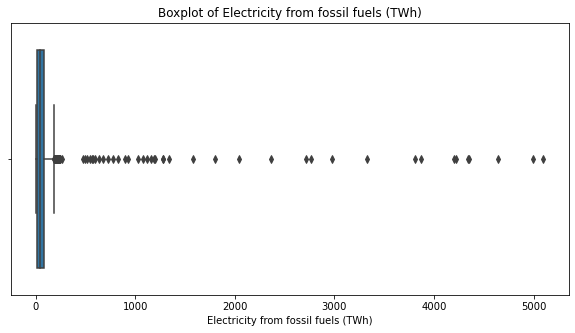 Boxplot of Electricity from fossil fuels (TWh)
0 1000 2000 3000 4000 5000
Electricity from fossil fuels (TWh)